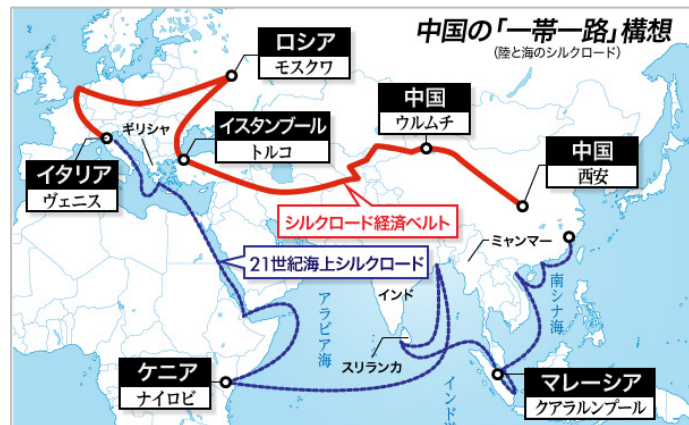 中国の「一帯一路」構想
(陸と海のシルクロード)
ロシア
モスクワ
中国
ウルムチ
イスタンブール
トルコ
ギリシャ
イタリア
ヴェニス
中国
西安
シルクロード経済ベルト
21世紀海上シルクロード
ミャンマー
インド
アラビア海
南シナ海
スリランカ
ケニア
ナイロビ
マレーシア
クアラルンプール
インド